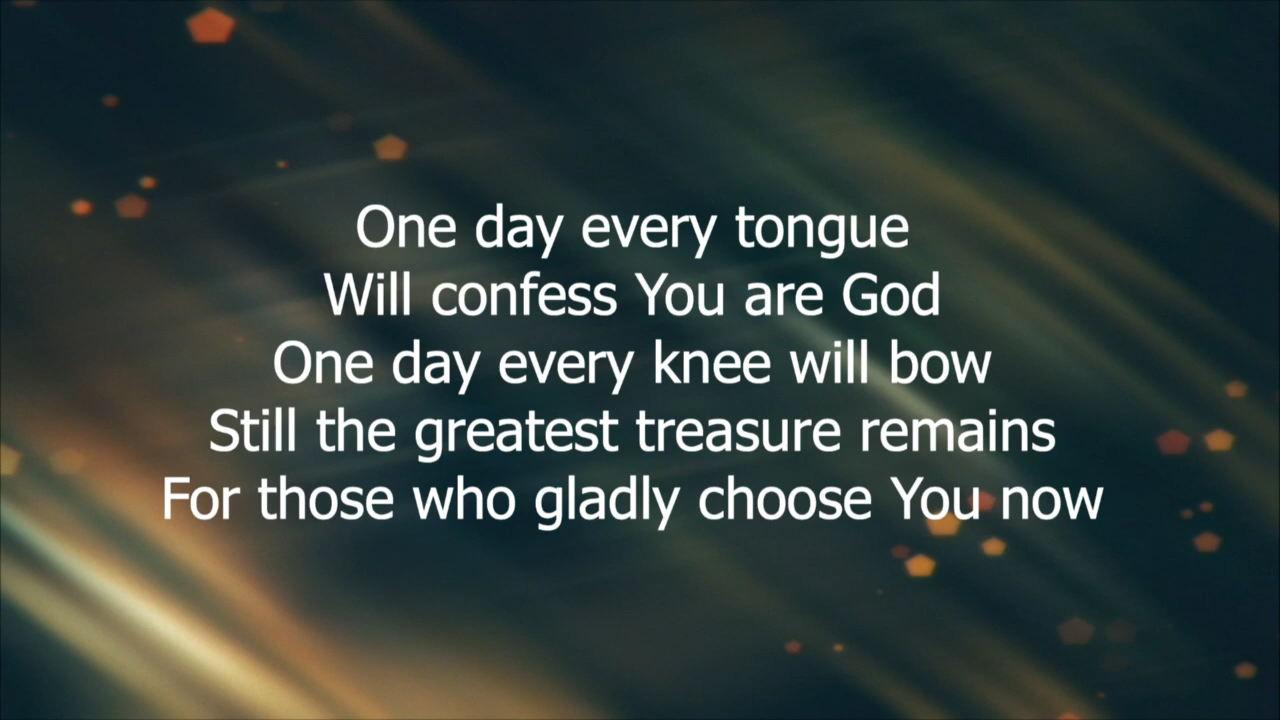 One day every tongue
Will confess You are God
One day every knee will bow
Still the greatest treasure remains
For those who gladly choose You now